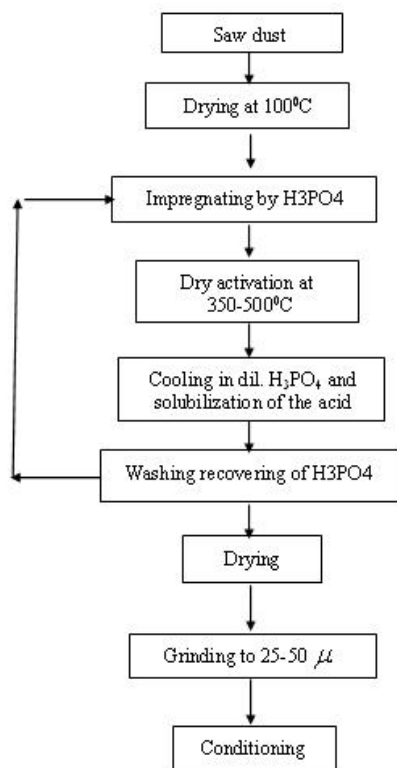 Saw dust
Drying at 100⁰C
Impregnating by H3PO4
Dry activation at
350-500⁰C
Cooling in dil. H₃PO₄ and
solubilization of the acid
Washing recovering of H3PO4
Drying
Grinding to 25-50 μ
Conditioning